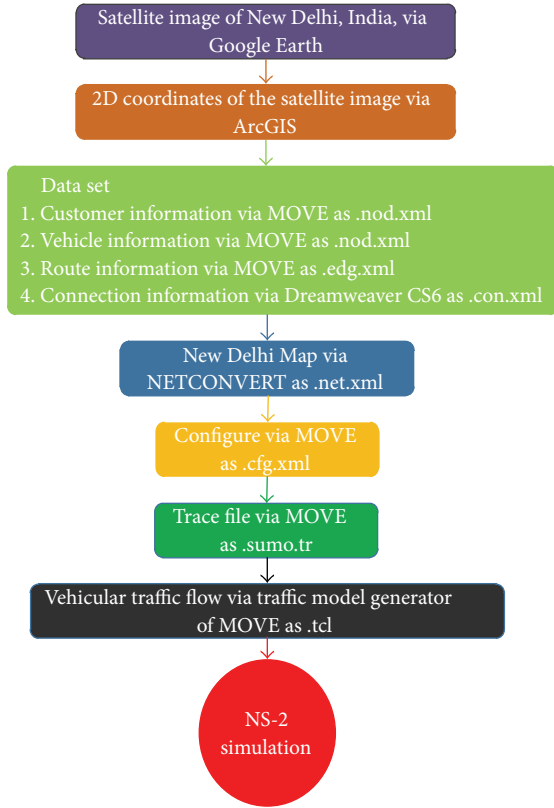 Satellite image of New Delhi, India, via
Google Earth
2D coordinates of the satellite image via
ArcGIS
Data set
1. Customer information via MOVE as .nod.xml
2. Vehicle information via MOVE as .nod.xml
3. Route information via MOVE as .edg.xml
4. Connection information via Dreamweaver CS6 as .con.xml
New Delhi Map via
NETCONVERT as .net.xml
Configure via MOVE
as .cfg.xml
Trace file via MOVE
as .sumo.tr
Vehicular traffic flow via traffic model generator
of MOVE as .tcl
NS-2
simulation